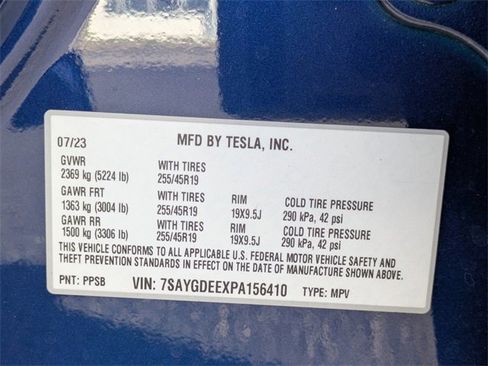 07/23 MFD BY TESLA, INC.
GVWR WITH TIRES
2369 kg (5224 lb) 255/45R19
GAWR FRT WITH TIRES RIM COLD TIRE PRESSURE
1363 kg (3004 lb) 255/45R19 19X9.5J 290 kPa, 42 psi
GAWR RR WITH TIRES RIM COLD TIRE PRESSURE
1500 kg (3306 lb) 255/45R19 19X9.5J 290 kPa, 42 psi
THIS VEHICLE CONFORMS TO ALL APPLICABLE U.S. FEDERAL MOTOR VEHICLE SAFETY AND
THEFT PREVENTION STANDARDS IN EFFECT ON THE DATE OF MANUFACTURE SHOWN ABOVE.
PNT: PPSB VIN: 7SAYGDEEXPA156410 TYPE: MPV